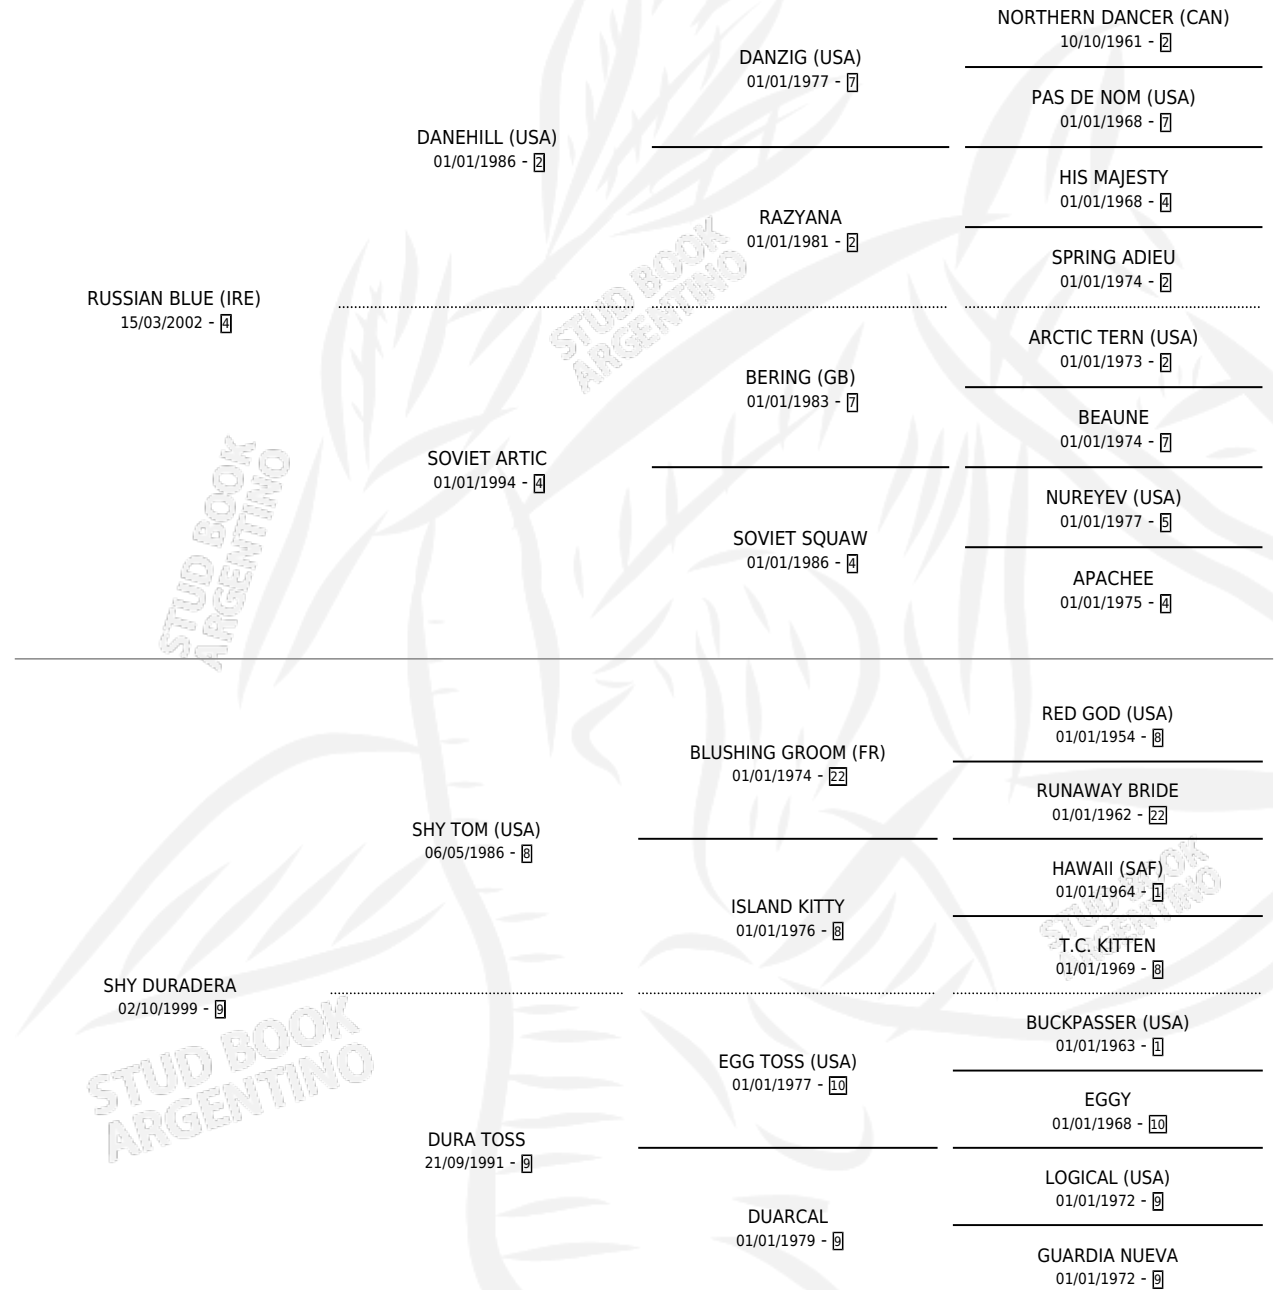 NORTHERN DANCER (CAN)
10/10/1961 - 2
DANZIG (USA)
01/01/1977 - 7
PAS DE NOM (USA)
01/01/1968 - 7
DANEHILL (USA)
01/01/1986 - 2
HIS MAJESTY
01/01/1968 - 4
RAZYANA
01/01/1981 - 2
SPRING ADIEU
01/01/1974 - 2
RUSSIAN BLUE (IRE)
15/03/2002 - 4
ARCTIC TERN (USA)
01/01/1973 - 2
BERING (GB)
01/01/1983 - 7
BEAUNE
01/01/1974 - 7
SOVIET ARTIC
01/01/1994 - 4
NUREYEV (USA)
01/01/1977 - 5
SOVIET SQUAW
01/01/1986 - 4
APACHEE
01/01/1975 - 4
STUD BOOK
ARGENTINO
STUD BOOK
ARGENTINO
RED GOD (USA)
01/01/1954 - 8
BLUSHING GROOM (FR)
01/01/1974 - 22
RUNAWAY BRIDE
01/01/1962 - 22
SHY TOM (USA)
06/05/1986 - 8
HAWAII (SAF)
01/01/1964 - 1
ISLAND KITTY
01/01/1976 - 8
T.C. KITTEN
01/01/1969 - 8
STUD BOOK
ARGENTINO
SHY DURADERA
02/10/1999 - 9
BUCKPASSER (USA)
01/01/1963 - 1
EGG TOSS (USA)
01/01/1977 - 10
EGGY
01/01/1968 - 10
STUD BOOK
ARGENTINO
DURA TOSS
21/09/1991 - 9
LOGICAL (USA)
01/01/1972 - 9
DUARCAL
01/01/1979 - 9
GUARDIA NUEVA
01/01/1972 - 9